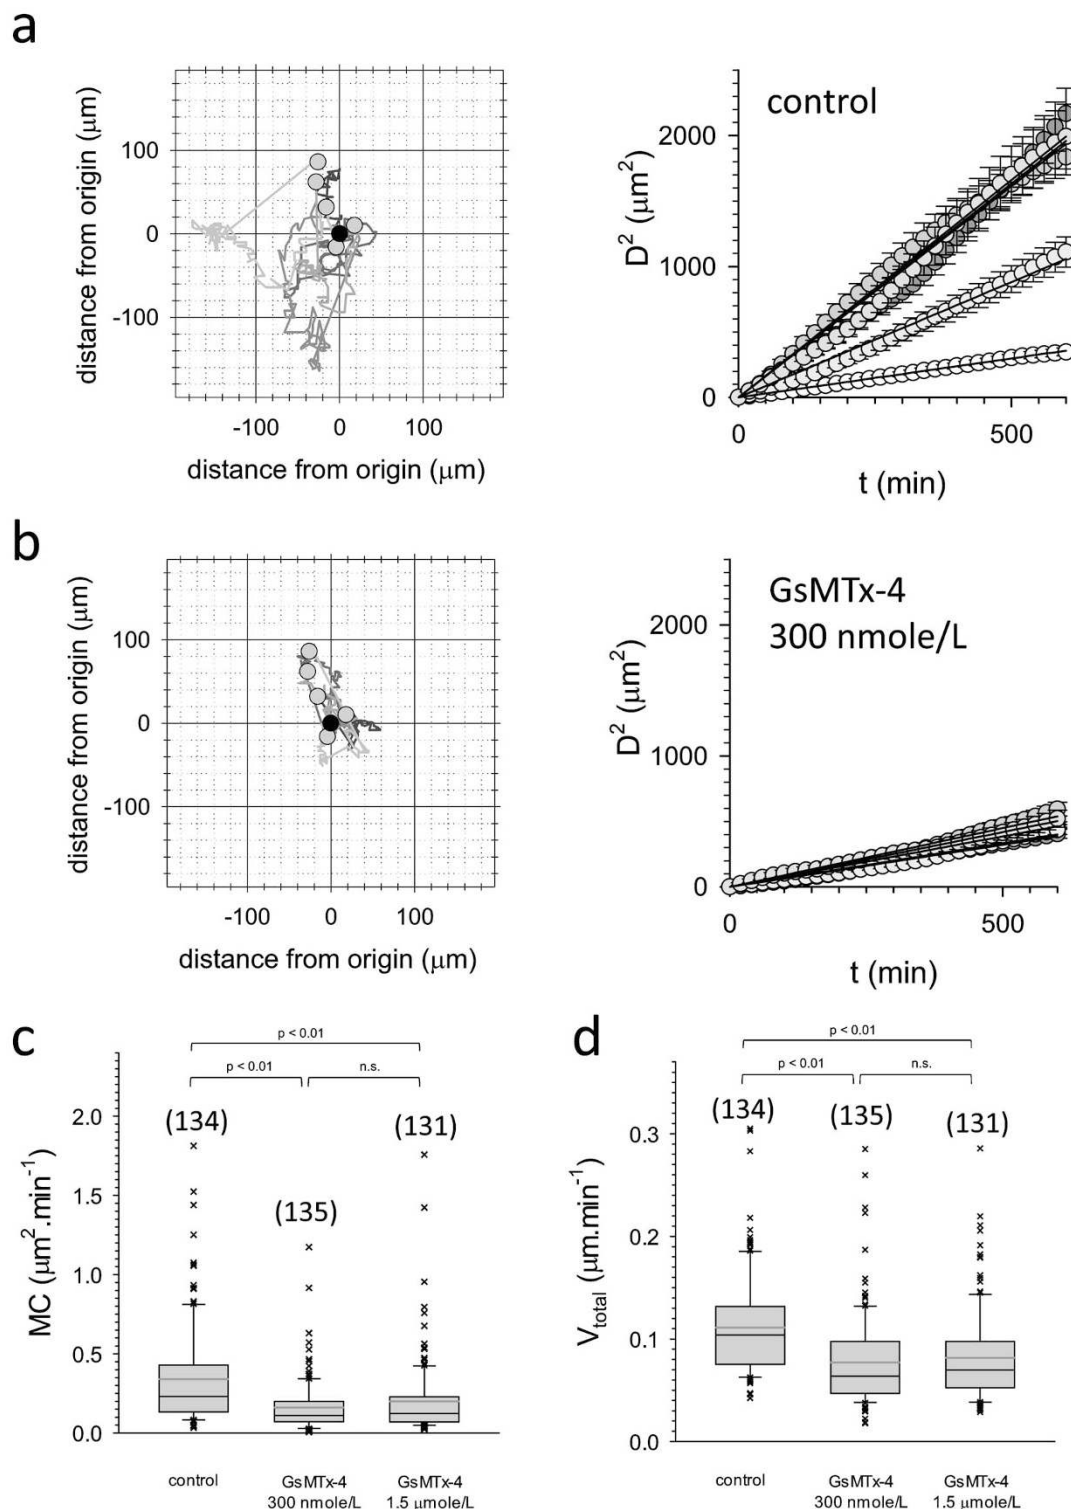 a
distance from origin (μm)
100
0
-100
-100 0 100
distance from origin (μm)
control
D² (μm²)
2000
1000
0
0 500
t (min)
b
distance from origin (μm)
100
0
-100
-100 0 100
distance from origin (μm)
GsMTx-4
300 nmole/L
D² (μm²)
2000
1000
0
0 500
t (min)
c
p < 0.01
p < 0.01 n.s.
(134) (135) (131)
MC (μm².min⁻¹)
2.0
1.5
1.0
0.5
0.0
control GsMTx-4 GsMTx-4
300 nmole/L 1.5 μmole/L
d
p < 0.01
p < 0.01 n.s.
(134) (135) (131)
V_total (μm.min⁻¹)
0.3
0.2
0.1
0.0
control GsMTx-4 GsMTx-4
300 nmole/L 1.5 μmole/L